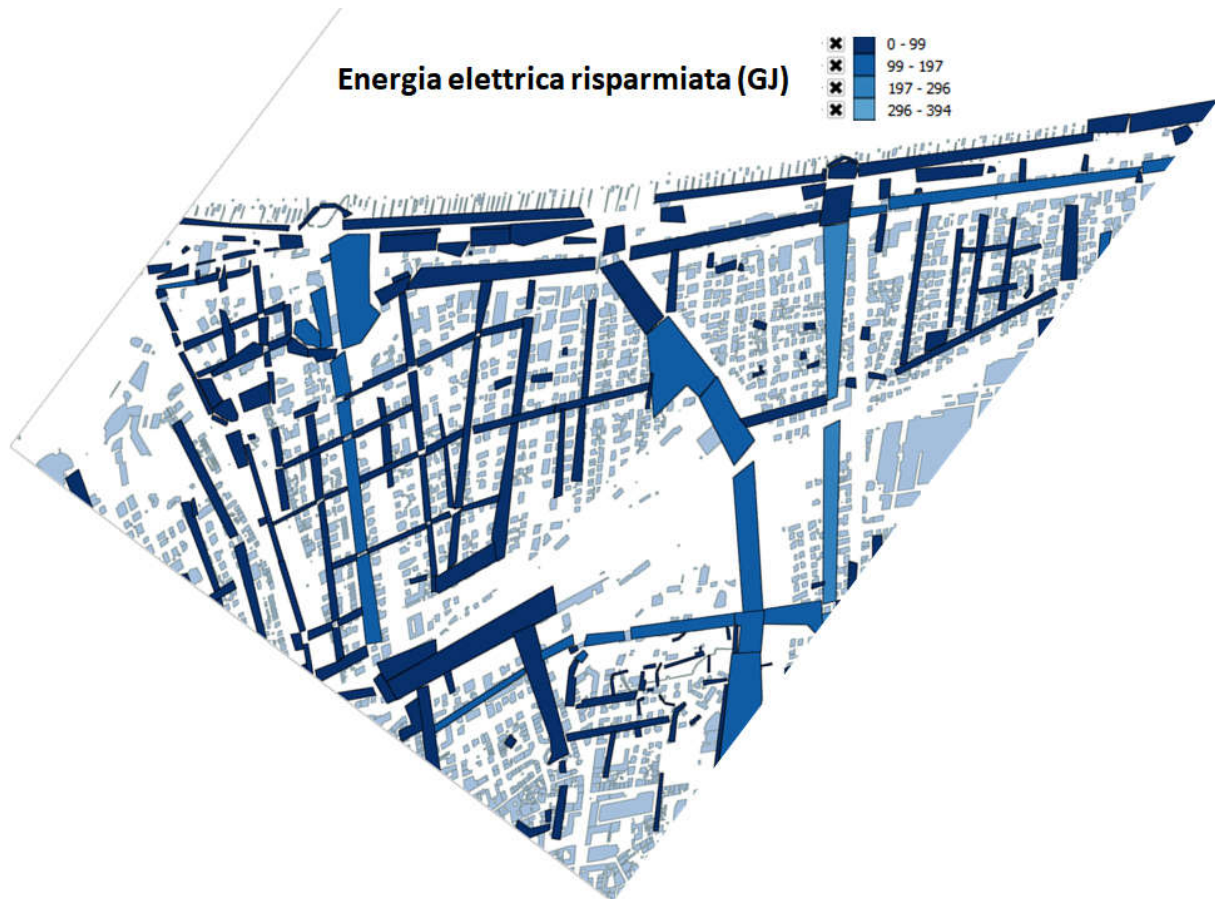 Energia elettrica risparmiata (GJ)
0 - 99
99 - 197
197 - 296
296 - 394